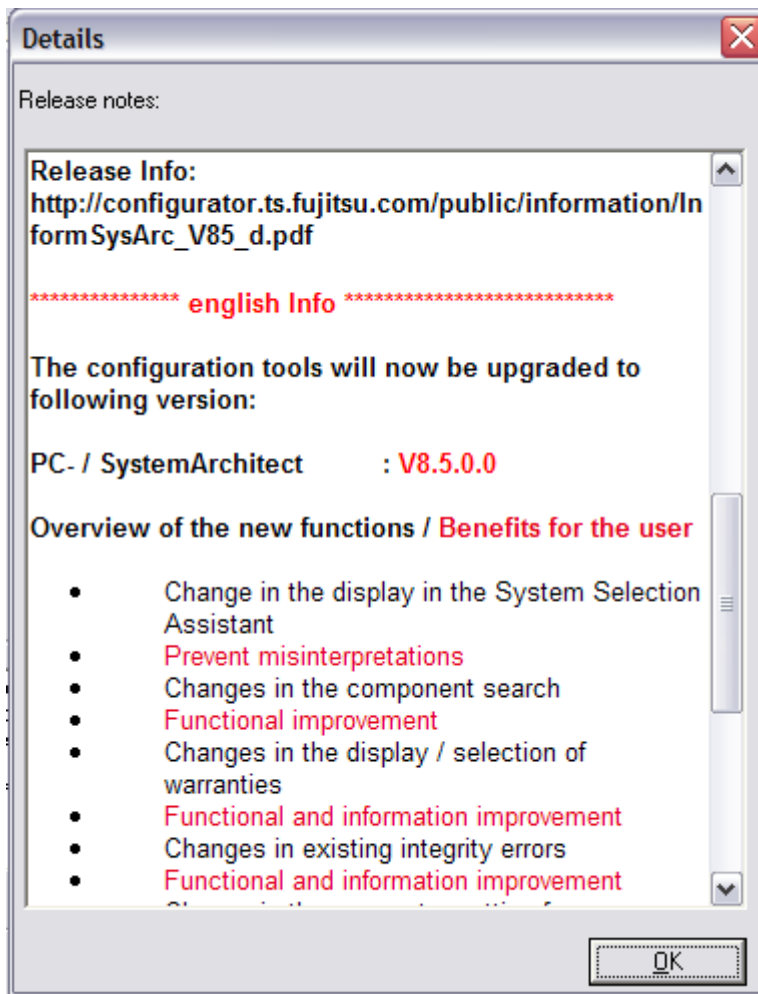 Details
Release notes:
Release Info:
http://configurator.ts.fujitsu.com/public/information/In
formSysArc_V85_d.pdf
*************** english Info ***************************
The configuration tools will now be upgraded to
following version:
PC- / SystemArchitect : V8.5.0.0
Overview of the new functions / Benefits for the user
• Change in the display in the System Selection
Assistant
• Prevent misinterpretations
• Changes in the component search
• Functional improvement
• Changes in the display / selection of
warranties
• Functional and information improvement
• Changes in existing integrity errors
• Functional and information improvement
OK